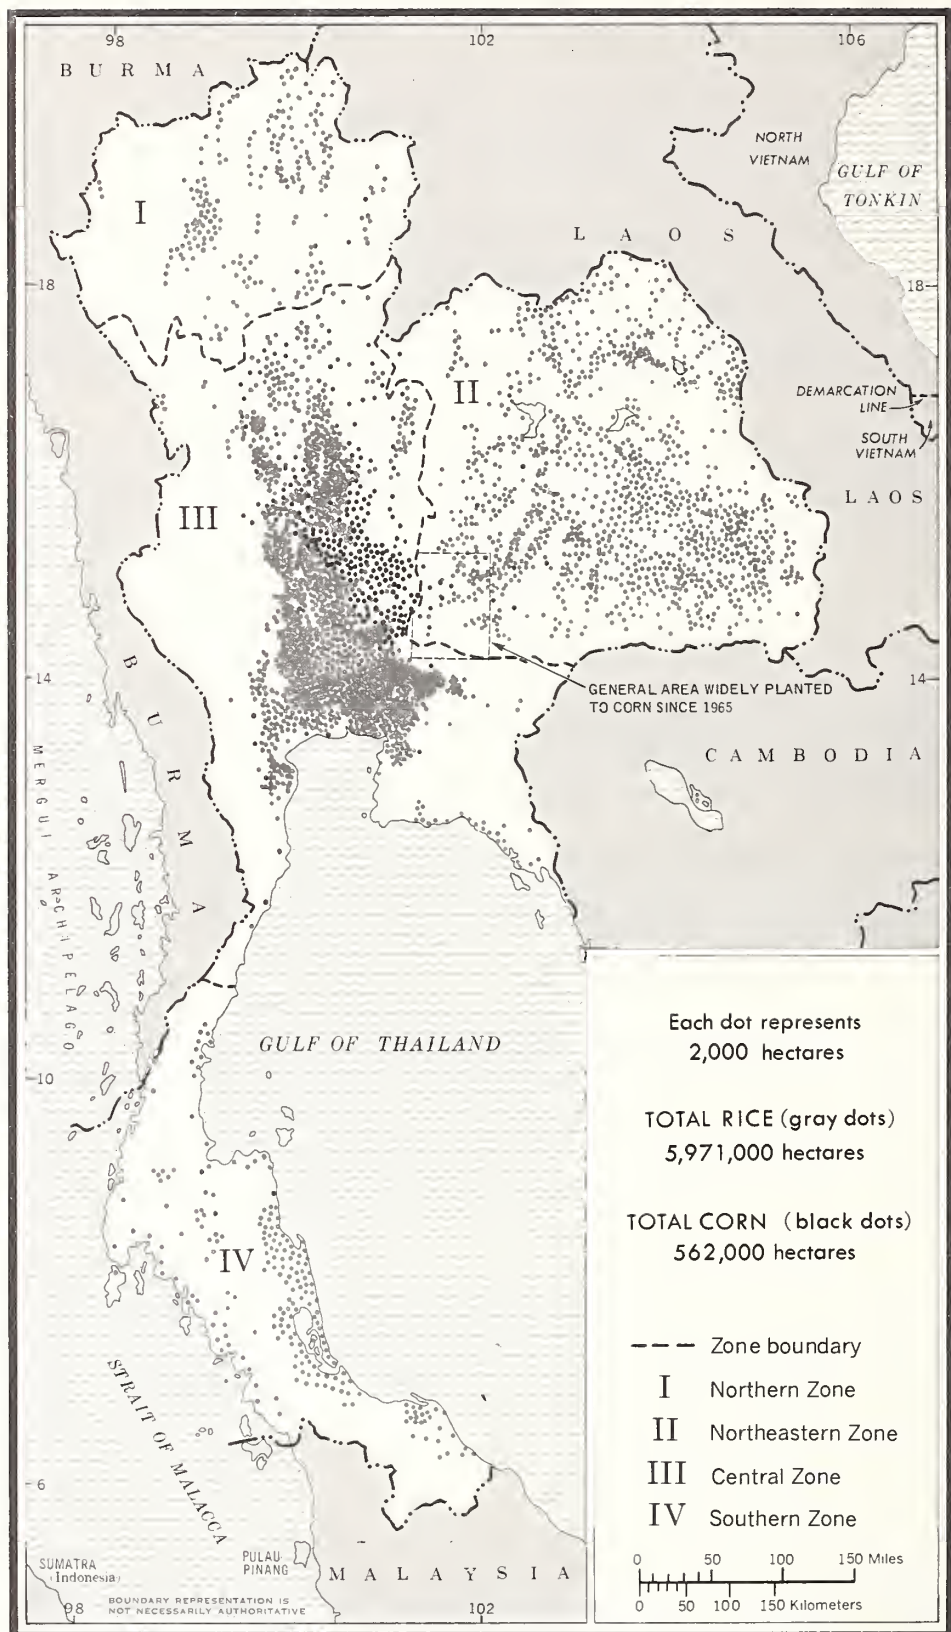 98
102
106
BURMA
NORTH
VIETNAM
GULF OF
TONKIN
I
LAOS
18
18
II
DEMARCATION
LINE
SOUTH
VIETNAM
LAOS
III
14
14
GENERAL AREA WIDELY PLANTED
TO CORN SINCE 1965
BURMA
CAMBODIA
MERGUI ARCHIPELAGO
GULF OF THAILAND
10
Each dot represents
2,000 hectares
TOTAL RICE (gray dots)
5,971,000 hectares
TOTAL CORN (black dots)
562,000 hectares
IV
--- Zone boundary
I Northern Zone
II Northeastern Zone
III Central Zone
IV Southern Zone
STRAIT OF MALACCA
6
0 50 100 150 Miles
0 50 100 150 Kilometers
SUMATRA
(Indonesia)
PULAU
PINANG
MALAYSIA
98
BOUNDARY REPRESENTATION IS
NOT NECESSARILY AUTHORITATIVE
102